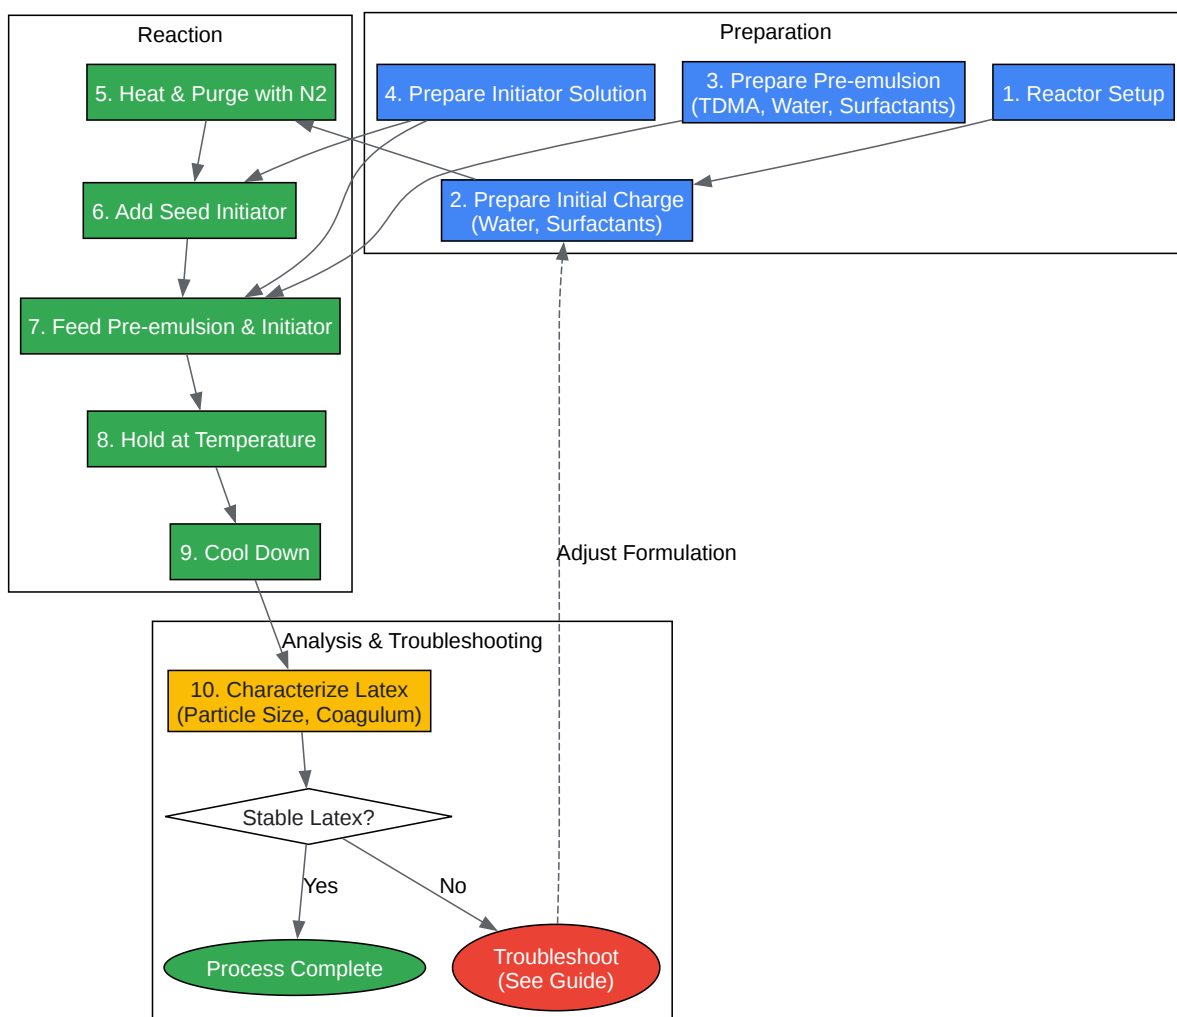 Reaction
Preparation
5. Heat & Purge with N2
4. Prepare Initiator Solution
3. Prepare Pre-emulsion
(TDMA, Water, Surfactants)
1. Reactor Setup
6. Add Seed Initiator
2. Prepare Initial Charge
(Water, Surfactants)
7. Feed Pre-emulsion & Initiator
8. Hold at Temperature
9. Cool Down
Adjust Formulation
Analysis & Troubleshooting
10. Characterize Latex
(Particle Size, Coagulum)
Stable Latex?
Yes
No
Process Complete
Troubleshoot
(See Guide)